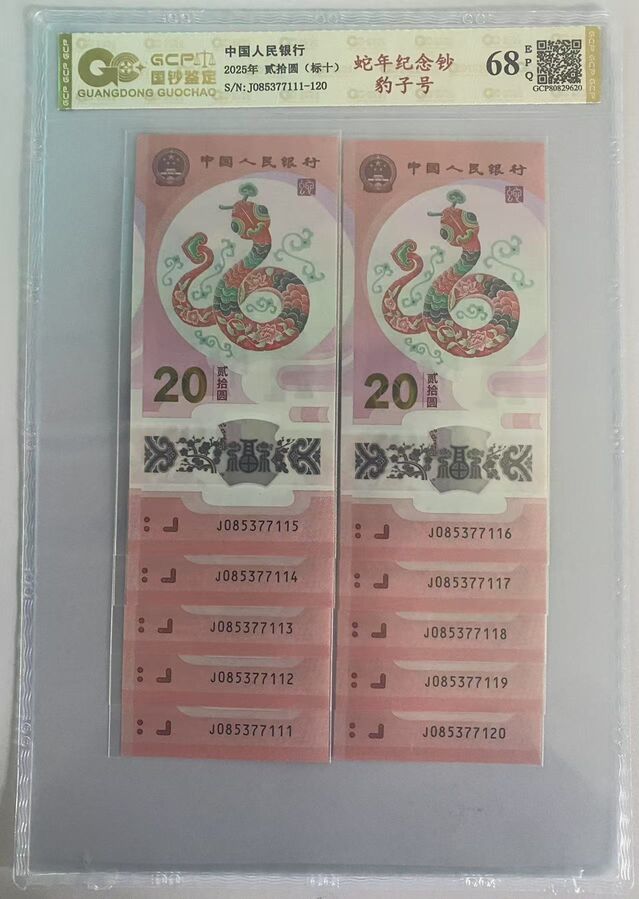 GCP
国钞鉴定
GUANGDONG GUOCHAO
中国人民银行
2025年 贰拾圆（标十）
S/N:J085377111-120
蛇年纪念钞
豹子号
68
EPQ
GCP80829620
中国人民银行
20
贰拾圆
J085377115
J085377114
J085377113
J085377112
J085377111
中国人民银行
20
贰拾圆
J085377116
J085377117
J085377118
J085377119
J085377120